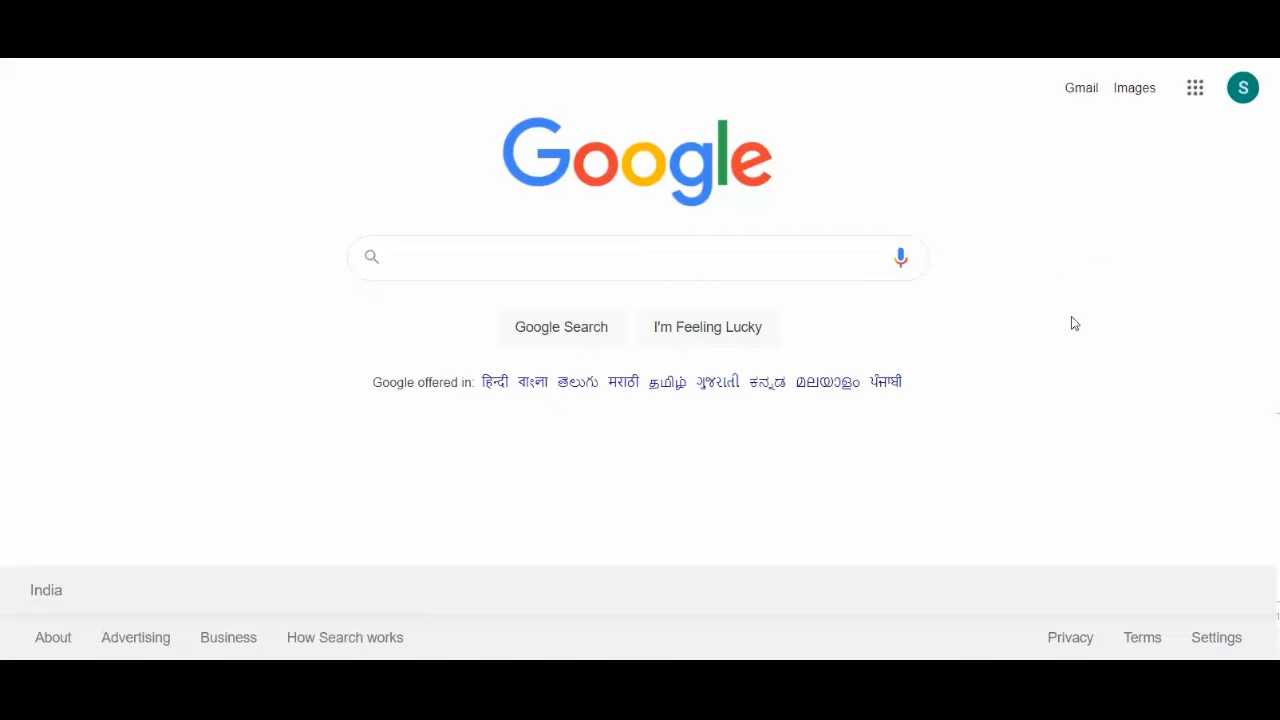 Gmail Images S
Google
Google Search I'm Feeling Lucky
Google offered in: हिन्दी বাংলা తెలుగు मराठी தமிழ் ગુજરાતી ಕನ್ನಡ മലയാളം ਪੰਜਾਬੀ
India
About Advertising Business How Search works Privacy Terms Settings